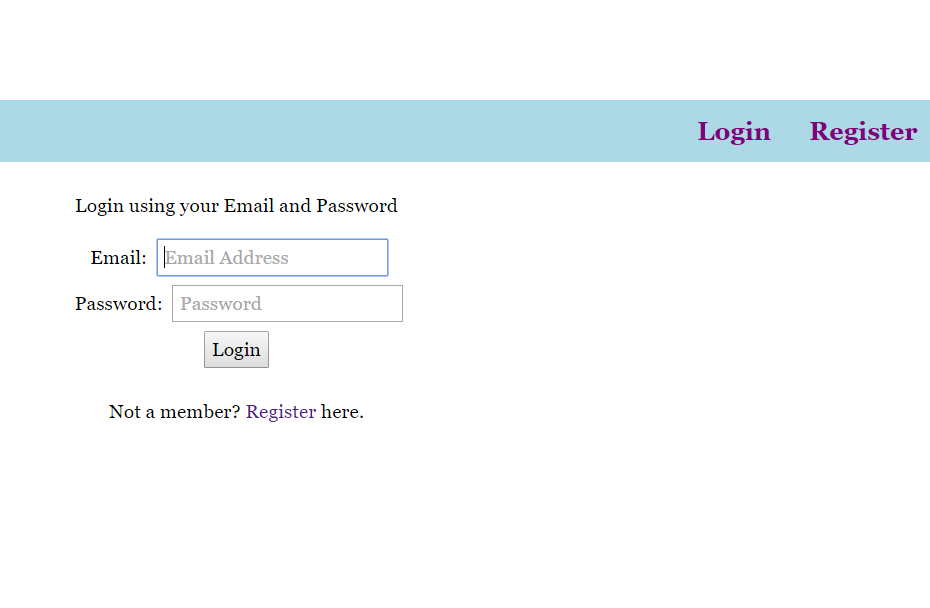 Login Register
Login using your Email and Password
Email: Email Address
Password: Password
Login
Not a member? Register here.